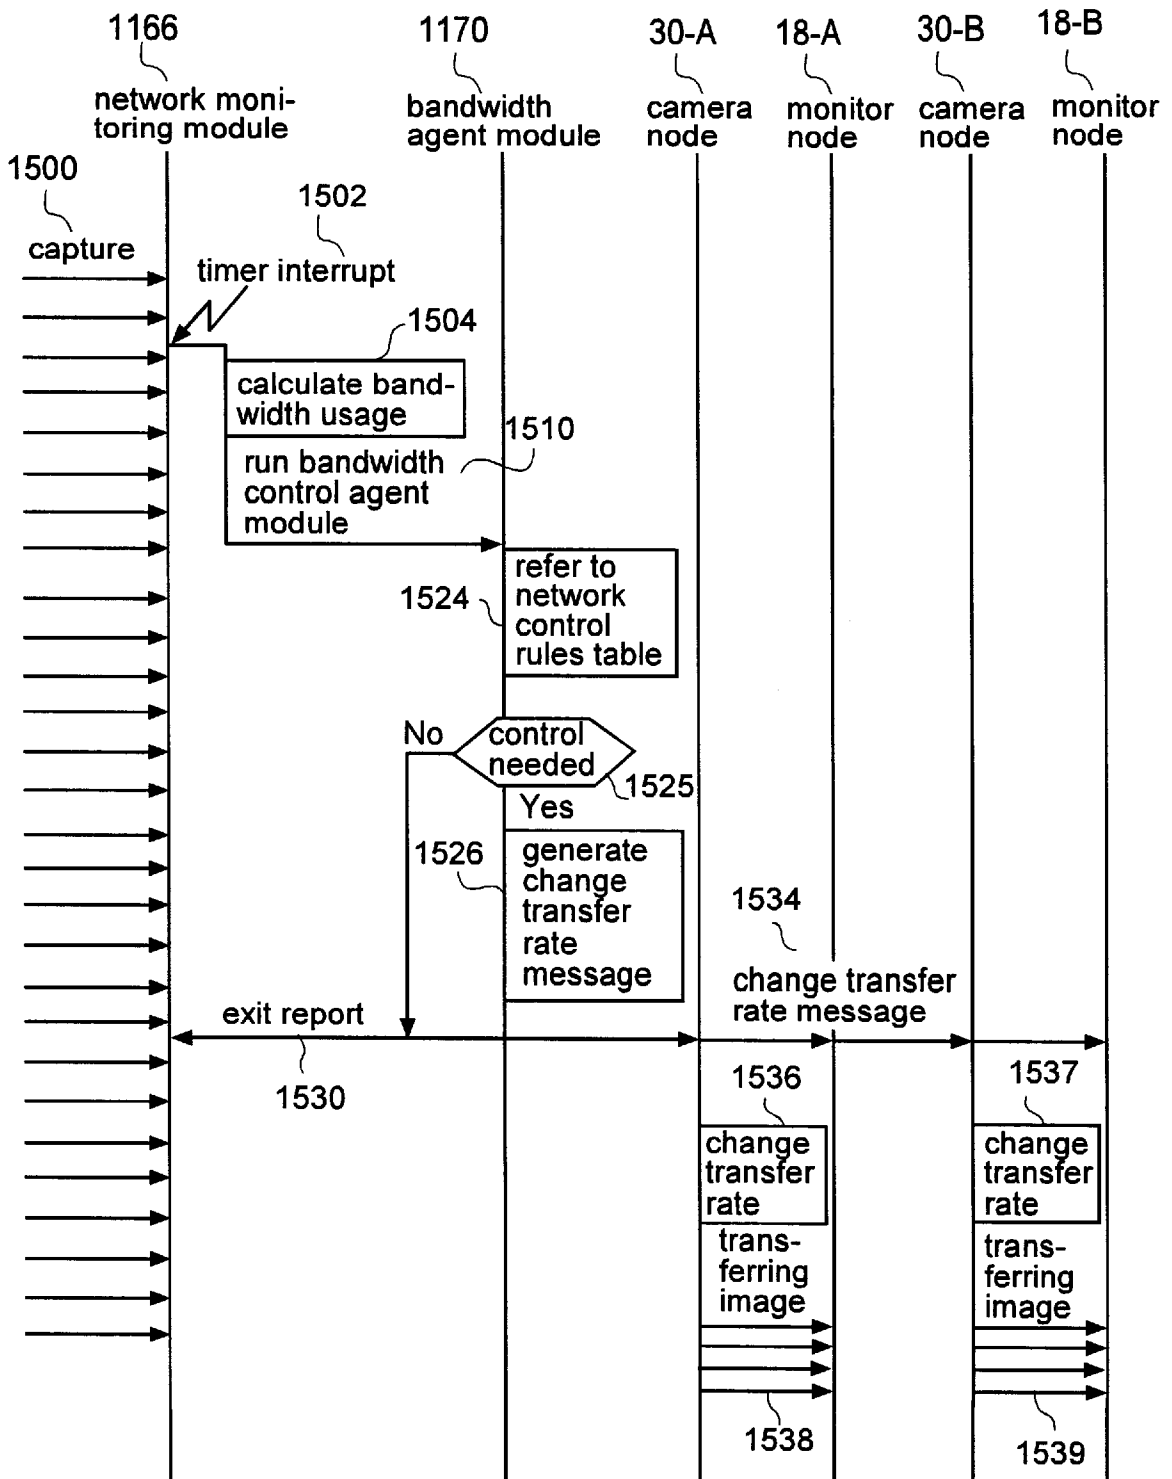 1166
1170
30-A
18-A
30-B
18-B
network moni-
toring module
bandwidth
agent module
camera
node
monitor
node
camera
node
monitor
node
1500
capture
1502
timer interrupt
1504
calculate band-
width usage
1510
run bandwidth
control agent
module
1524
refer to
network
control
rules table
No
control
needed
1525
Yes
1526
generate
change
transfer
rate
message
1534
change transfer
rate message
exit report
1530
1536
change
transfer
rate
1537
change
transfer
rate
trans-
ferring
image
trans-
ferring
image
1538
1539